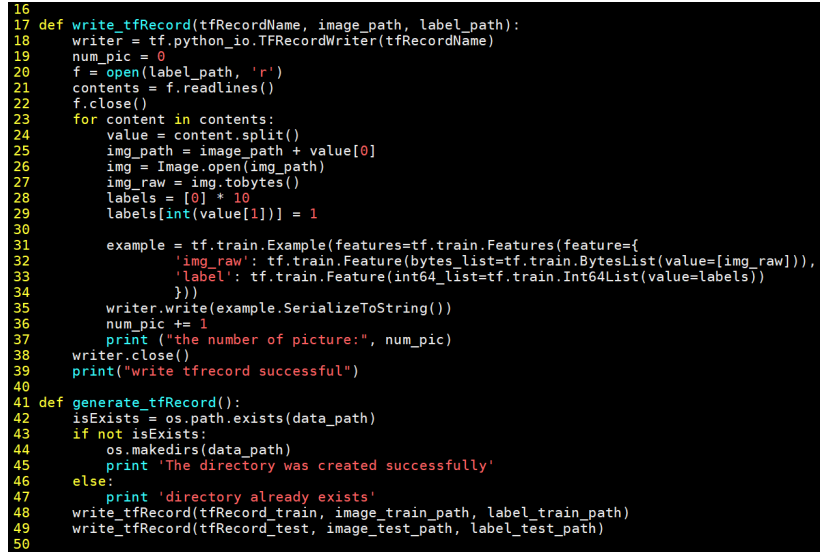 16
17 def write_tfRecord(tfRecordName, image_path, label_path):
18     writer = tf.python_io.TFRecordWriter(tfRecordName)
19     num_pic = 0
20     f = open(label_path, 'r')
21     contents = f.readlines()
22     f.close()
23     for content in contents:
24         value = content.split()
25         img_path = image_path + value[0]
26         img = Image.open(img_path)
27         img_raw = img.tobytes()
28         labels = [0] * 10
29         labels[int(value[1])] = 1
30
31         example = tf.train.Example(features=tf.train.Features(feature={
32                 'img_raw': tf.train.Feature(bytes_list=tf.train.BytesList(value=[img_raw])),
33                 'label': tf.train.Feature(int64_list=tf.train.Int64List(value=labels))
34                 }))
35         writer.write(example.SerializeToString())
36         num_pic += 1
37         print ("the number of picture:", num_pic)
38     writer.close()
39     print("write tfrecord successful")
40
41 def generate_tfRecord():
42     isExists = os.path.exists(data_path)
43     if not isExists:
44         os.makedirs(data_path)
45         print 'The directory was created successfully'
46     else:
47         print 'directory already exists'
48     write_tfRecord(tfRecord_train, image_train_path, label_train_path)
49     write_tfRecord(tfRecord_test, image_test_path, label_test_path)
50